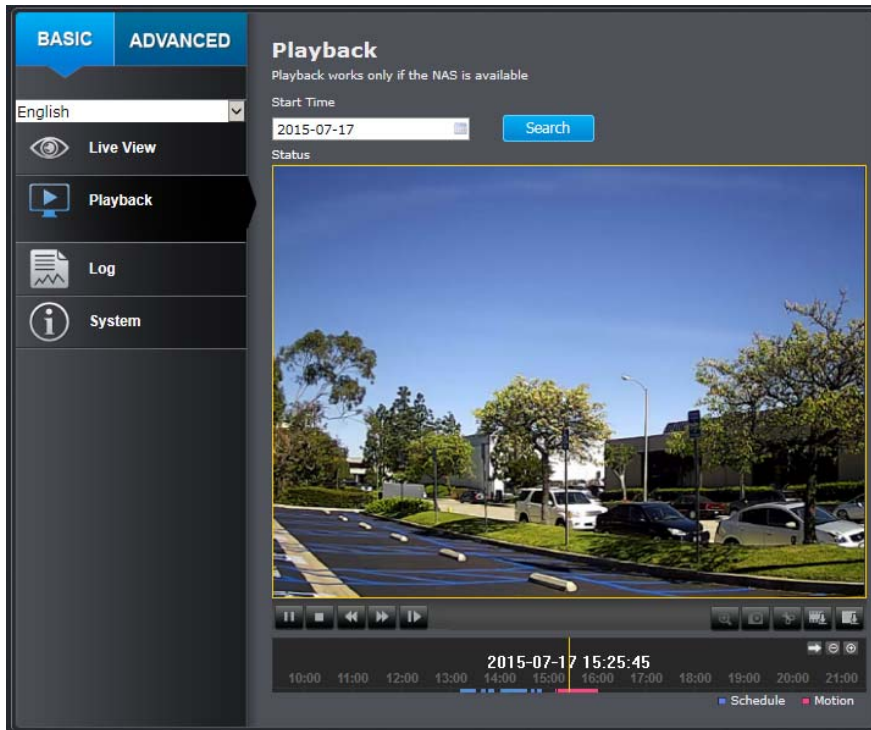 BASIC ADVANCED
English
Live View
Playback
Log
System
Playback
Playback works only if the NAS is available
Start Time
2015-07-17 Search
Status
2015-07-17 15:25:45
10:00 11:00 12:00 13:00 14:00 15:00 16:00 17:00 18:00 19:00 20:00 21:00
Schedule Motion